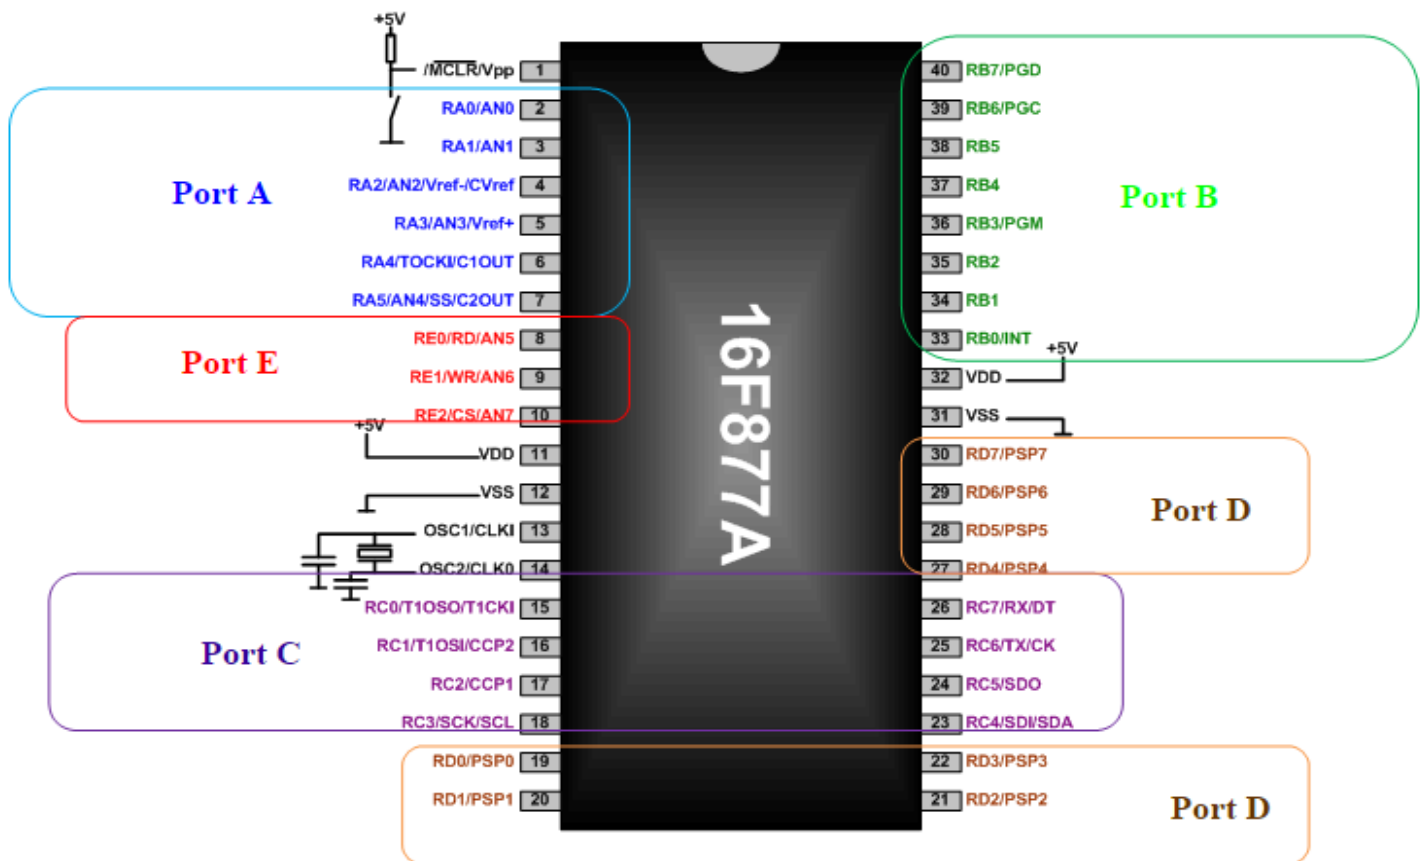 +5V
/MCLR/Vpp 1
RA0/AN0 2
RA1/AN1 3
RA2/AN2/Vref-/CVref 4
RA3/AN3/Vref+ 5
RA4/TOCKI/C1OUT 6
RA5/AN4/SS/C2OUT 7
Port A
RE0/RD/AN5 8
RE1/WR/AN6 9
RE2/CS/AN7 10
Port E
+5V
VDD 11
VSS 12
OSC1/CLKI 13
OSC2/CLK0 14
RC0/T1OSO/T1CKI 15
RC1/T1OSI/CCP2 16
RC2/CCP1 17
RC3/SCK/SCL 18
Port C
RD0/PSP0 19
RD1/PSP1 20
16F877A
40 RB7/PGD
39 RB6/PGC
38 RB5
37 RB4
36 RB3/PGM
35 RB2
34 RB1
33 RB0/INT
Port B
+5V
32 VDD
31 VSS
30 RD7/PSP7
29 RD6/PSP6
28 RD5/PSP5
27 RD4/PSP4
Port D
26 RC7/RX/DT
25 RC6/TX/CK
24 RC5/SDO
23 RC4/SDI/SDA
22 RD3/PSP3
21 RD2/PSP2
Port D